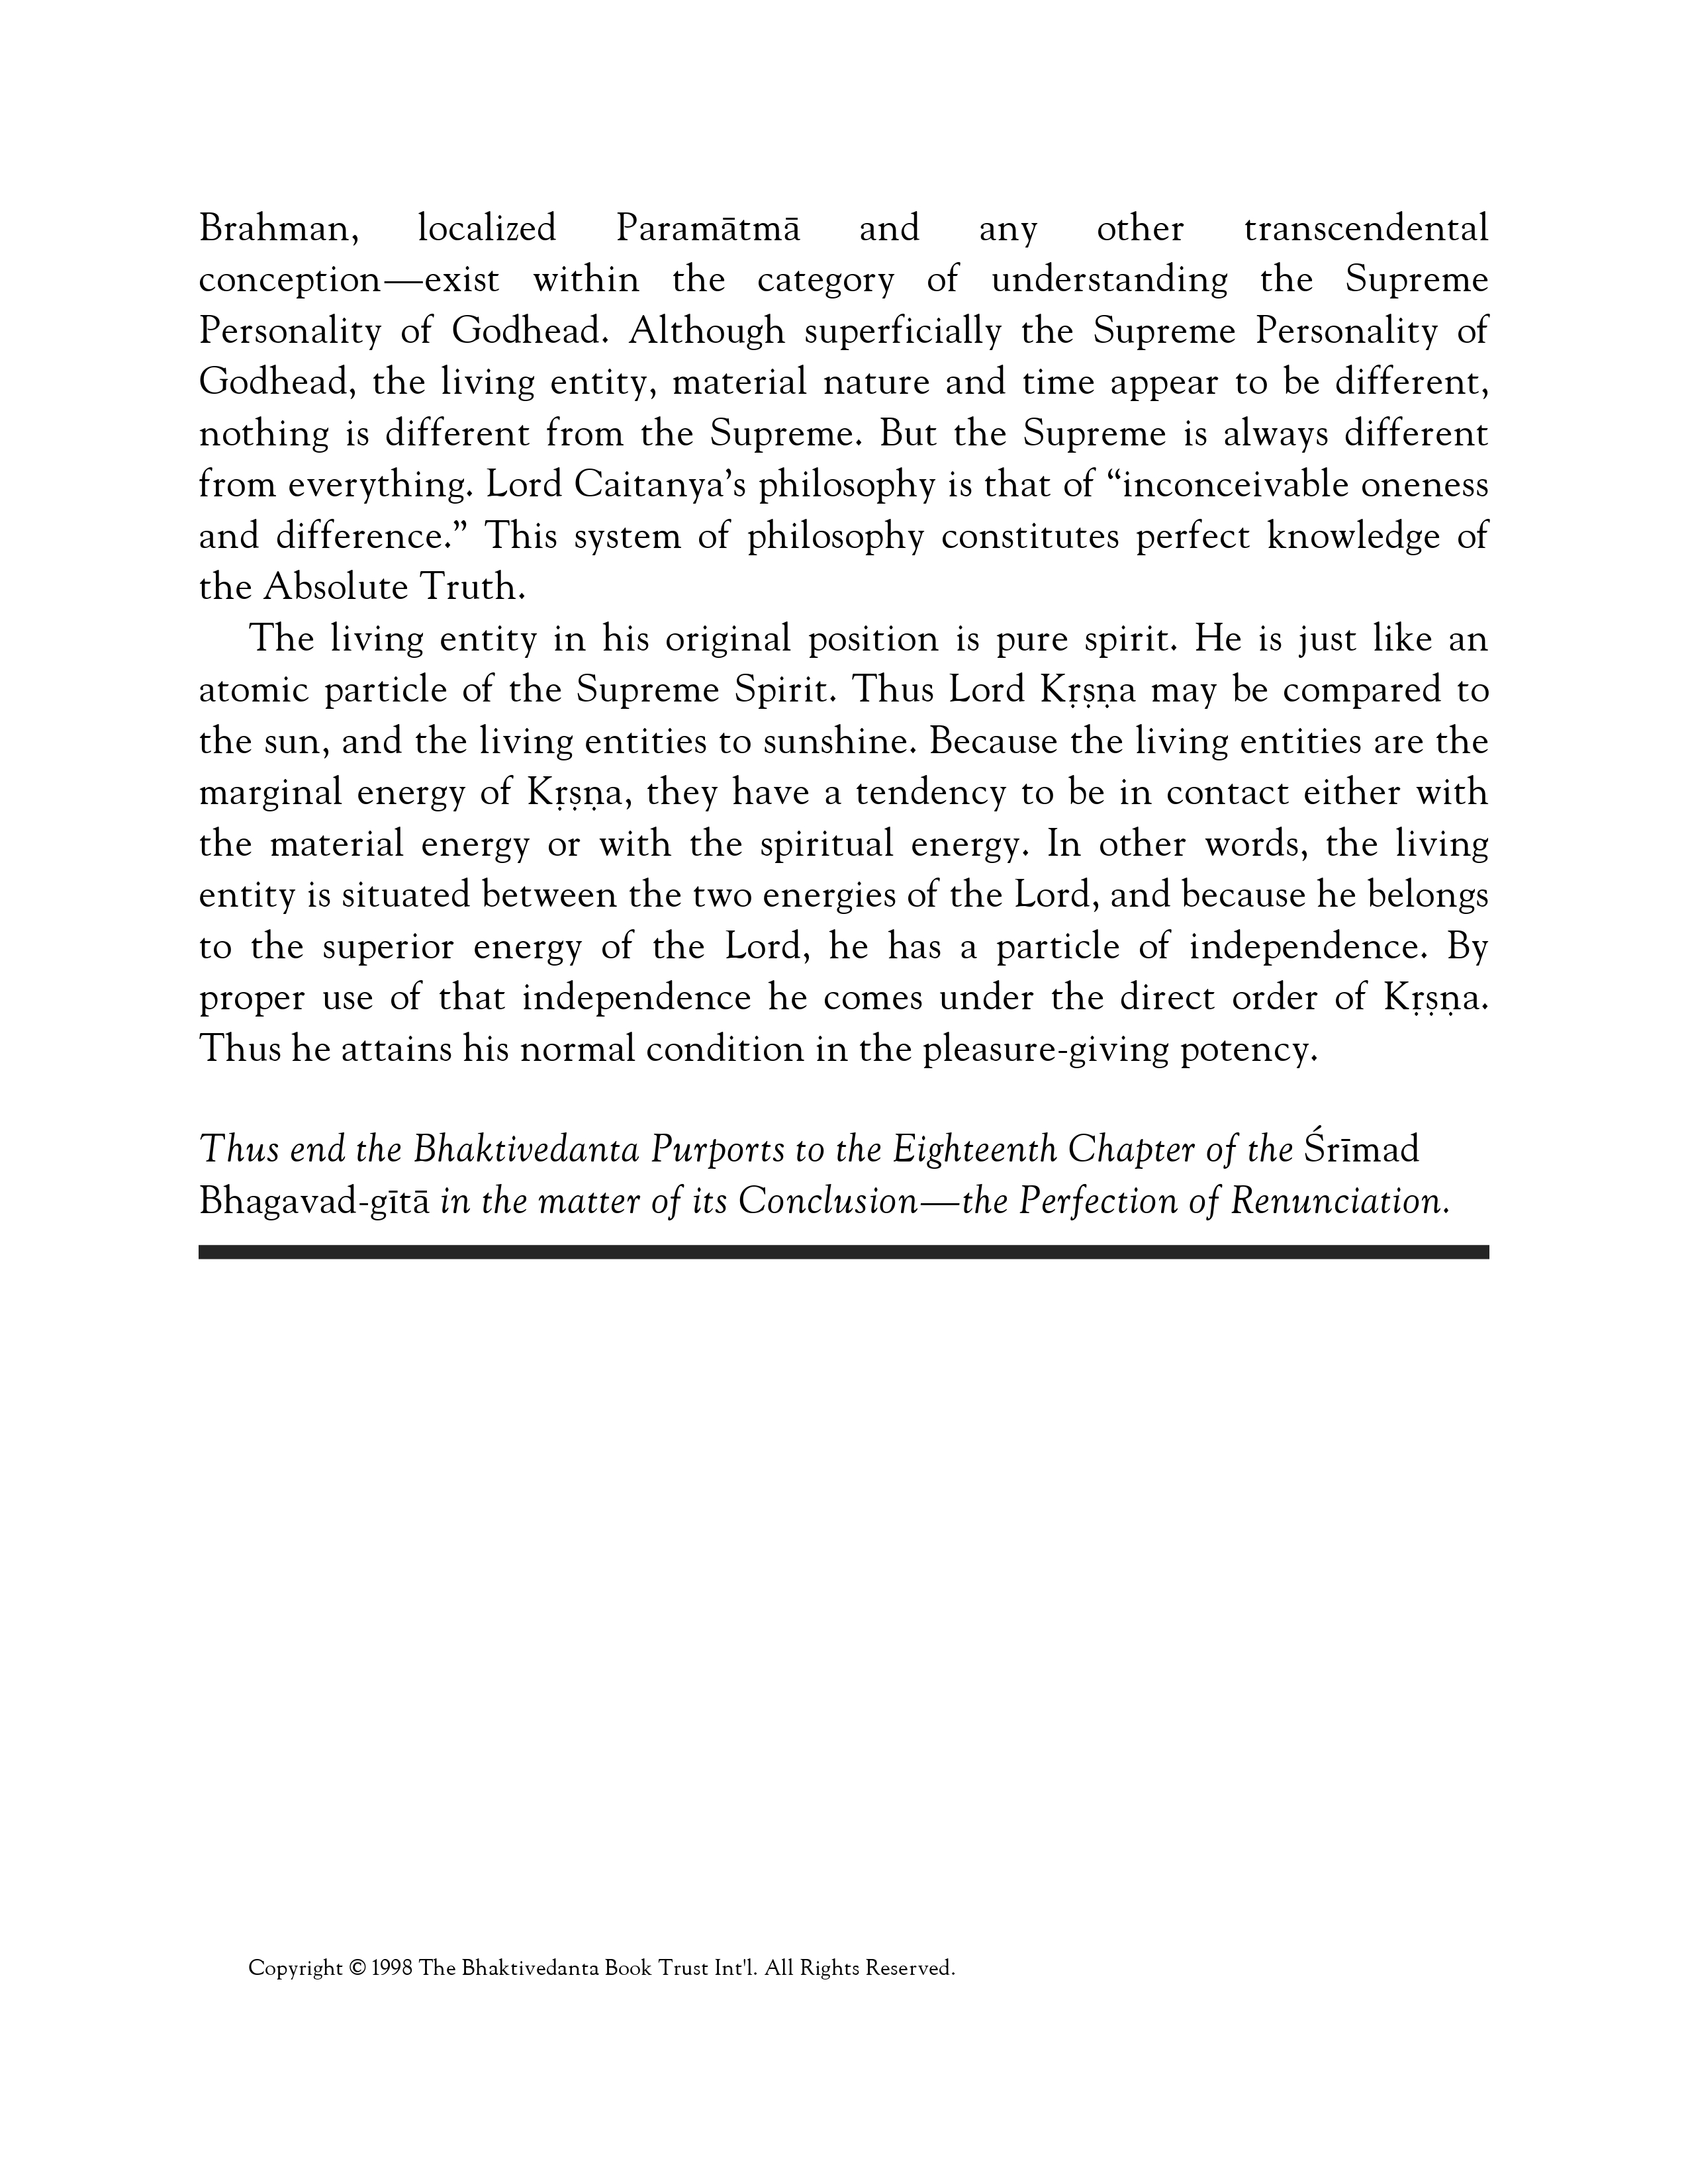 Brahman, localized Paramātmā and any other transcendental
conception—exist within the category of understanding the Supreme
Personality of Godhead. Although superficially the Supreme Personality of
Godhead, the living entity, material nature and time appear to be different,
nothing is different from the Supreme. But the Supreme is always different
from everything. Lord Caitanya’s philosophy is that of “inconceivable oneness
and difference.” This system of philosophy constitutes perfect knowledge of
the Absolute Truth.
The living entity in his original position is pure spirit. He is just like an
atomic particle of the Supreme Spirit. Thus Lord Kṛṣṇa may be compared to
the sun, and the living entities to sunshine. Because the living entities are the
marginal energy of Kṛṣṇa, they have a tendency to be in contact either with
the material energy or with the spiritual energy. In other words, the living
entity is situated between the two energies of the Lord, and because he belongs
to the superior energy of the Lord, he has a particle of independence. By
proper use of that independence he comes under the direct order of Kṛṣṇa.
Thus he attains his normal condition in the pleasure-giving potency.
Thus end the Bhaktivedanta Purports to the Eighteenth Chapter of the Śrīmad
Bhagavad-gītā in the matter of its Conclusion—the Perfection of Renunciation.
Copyright © 1998 The Bhaktivedanta Book Trust Int'l. All Rights Reserved.